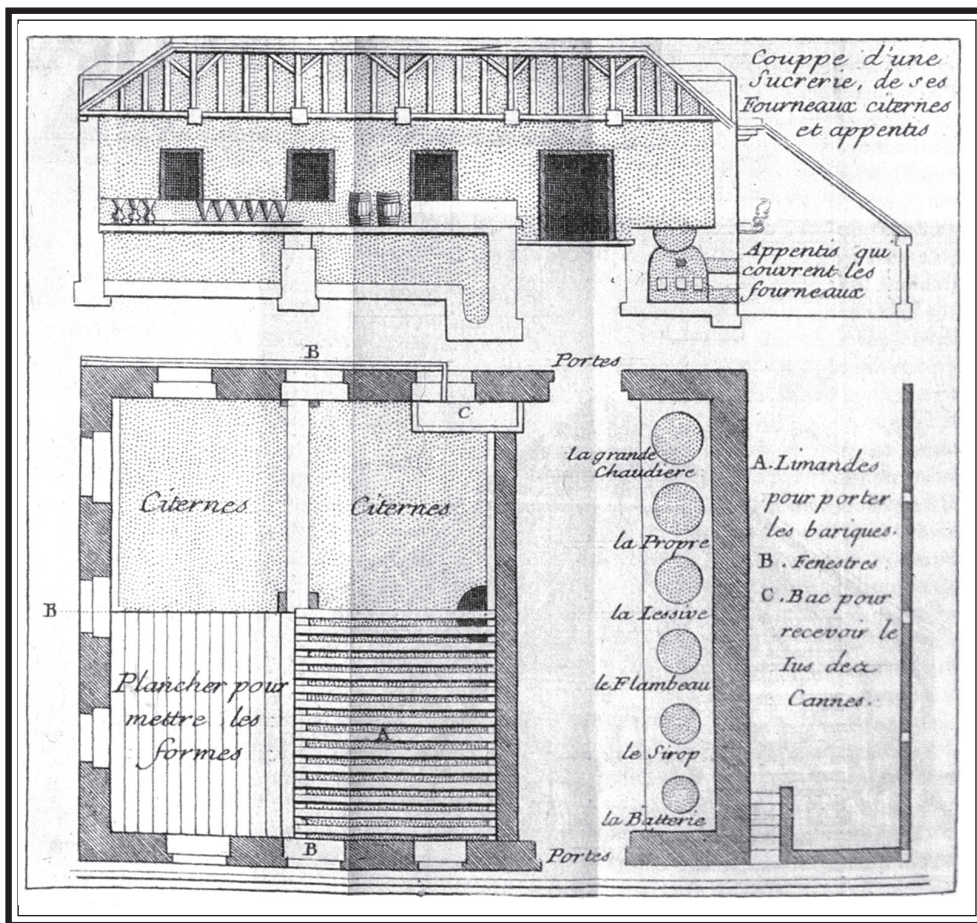 Couppe d'une
Sucrerie, de ses
Fourneaux citernes
et appentis
Appentis qui
couvrent les
fourneaux
B
Portes
C
la grande
Chaudiere
Citernes
Citernes
la Propre
B
la Lessive
Plancher pour
mettre les
formes
A
le Flambeau
le Sirop
la Batterie
B
Portes
A. Limandes
pour porter
les bariques.
B. Fenestres.
C. Bac pour
recevoir le
Ius des
Cannes.